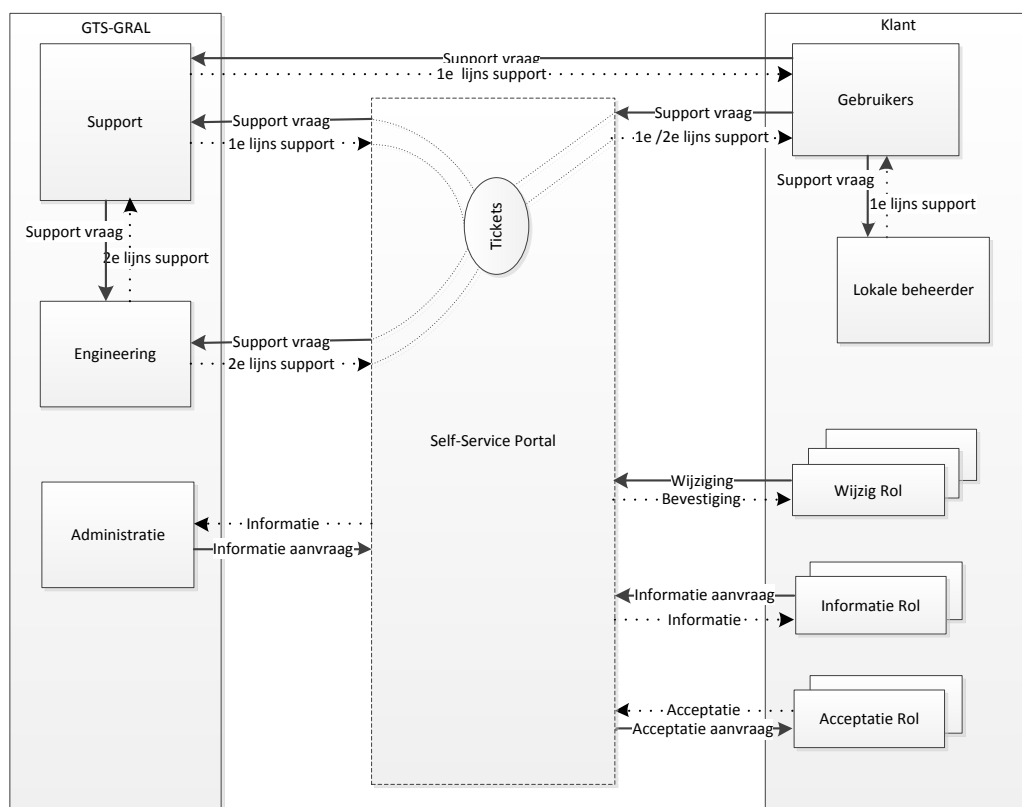 GTS-GRAL
Klant
Support vraag
1e lijns support
Support
Gebruikers
Support vraag
1e lijns support
Support vraag
1e /2e lijns support
Tickets
Support vraag
1e lijns support
Support vraag
2e lijns support
Lokale beheerder
Engineering
Support vraag
2e lijns support
Self-Service Portal
Wijziging
Bevestiging
Wijzig Rol
Administratie
Informatie
Informatie aanvraag
Informatie aanvraag
Informatie
Informatie Rol
Acceptatie
Acceptatie aanvraag
Acceptatie Rol